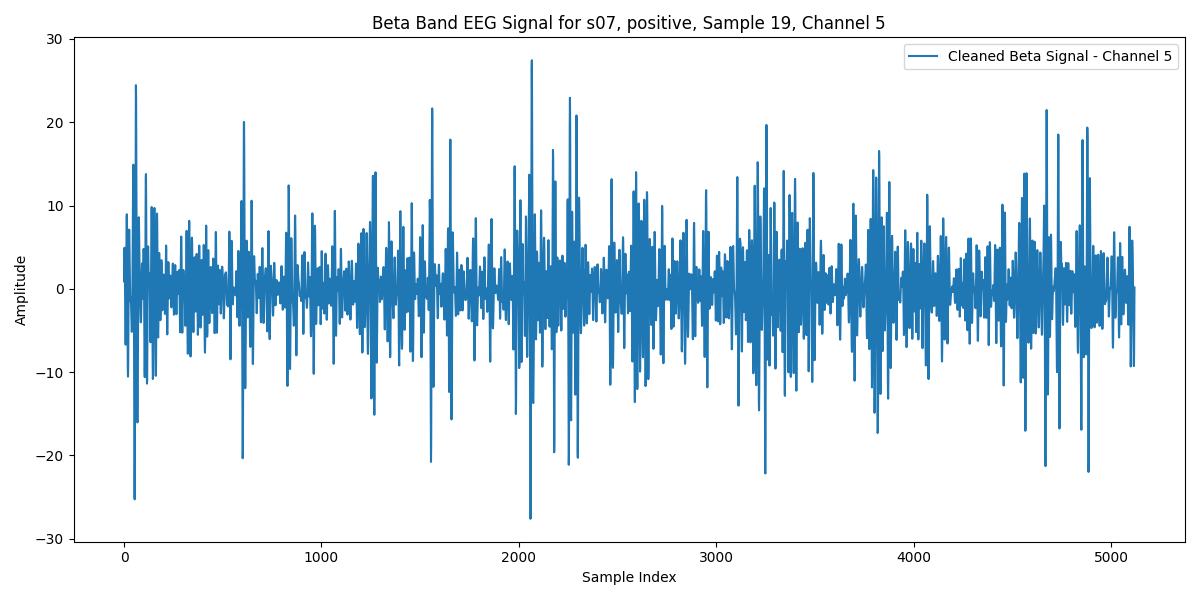 Beta Band EEG Signal for s07, positive, Sample 19, Channel 5
Cleaned Beta Signal - Channel 5
30
20
10
0
−10
−20
−30
Amplitude
0 1000 2000 3000 4000 5000
Sample Index